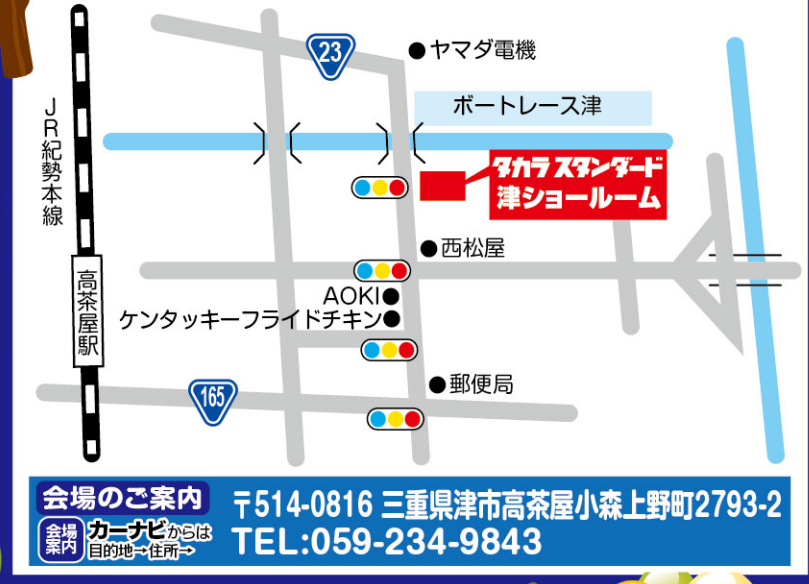 23
ヤマダ電機
JR紀勢本線
ボートレース津
タカラスタンダード
津ショールーム
西松屋
高茶屋駅
AOKI
ケンタッキーフライドチキン
郵便局
165
会場のご案内
〒514-0816 三重県津市高茶屋小森上野町2793-2
会場案内
カーナビからは
目的地→住所→
TEL:059-234-9843